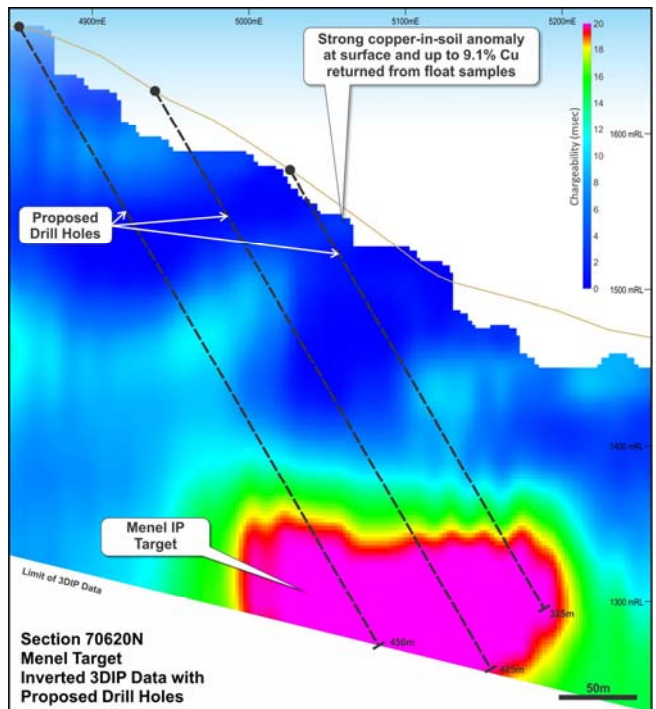 4900mE
5000mE
5100mE
5200mE
Strong copper-in-soil anomaly
at surface and up to 9.1% Cu
returned from float samples
20
18
16
14
12
10
8
6
4
2
0
Chargeability (msec)
1600 mRL
Proposed
Drill Holes
1500 mRL
1400 mRL
Menel IP
Target
Limit of 3DIP Data
1300 mRL
325m
450m
425m
Section 70620N
Menel Target
Inverted 3DIP Data with
Proposed Drill Holes
50m